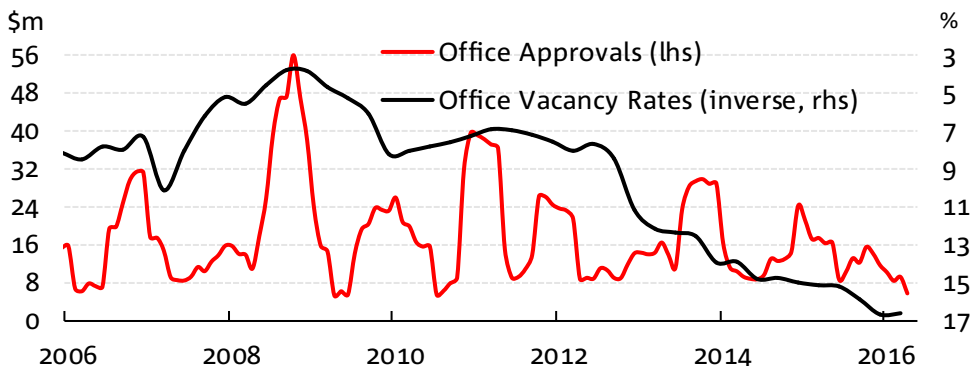 $m %
56 Office Approvals (lhs) 3
48 Office Vacancy Rates (inverse, rhs) 5
40 7
32 9
24 11
16 13
8 15
0 17
2006 2008 2010 2012 2014 2016